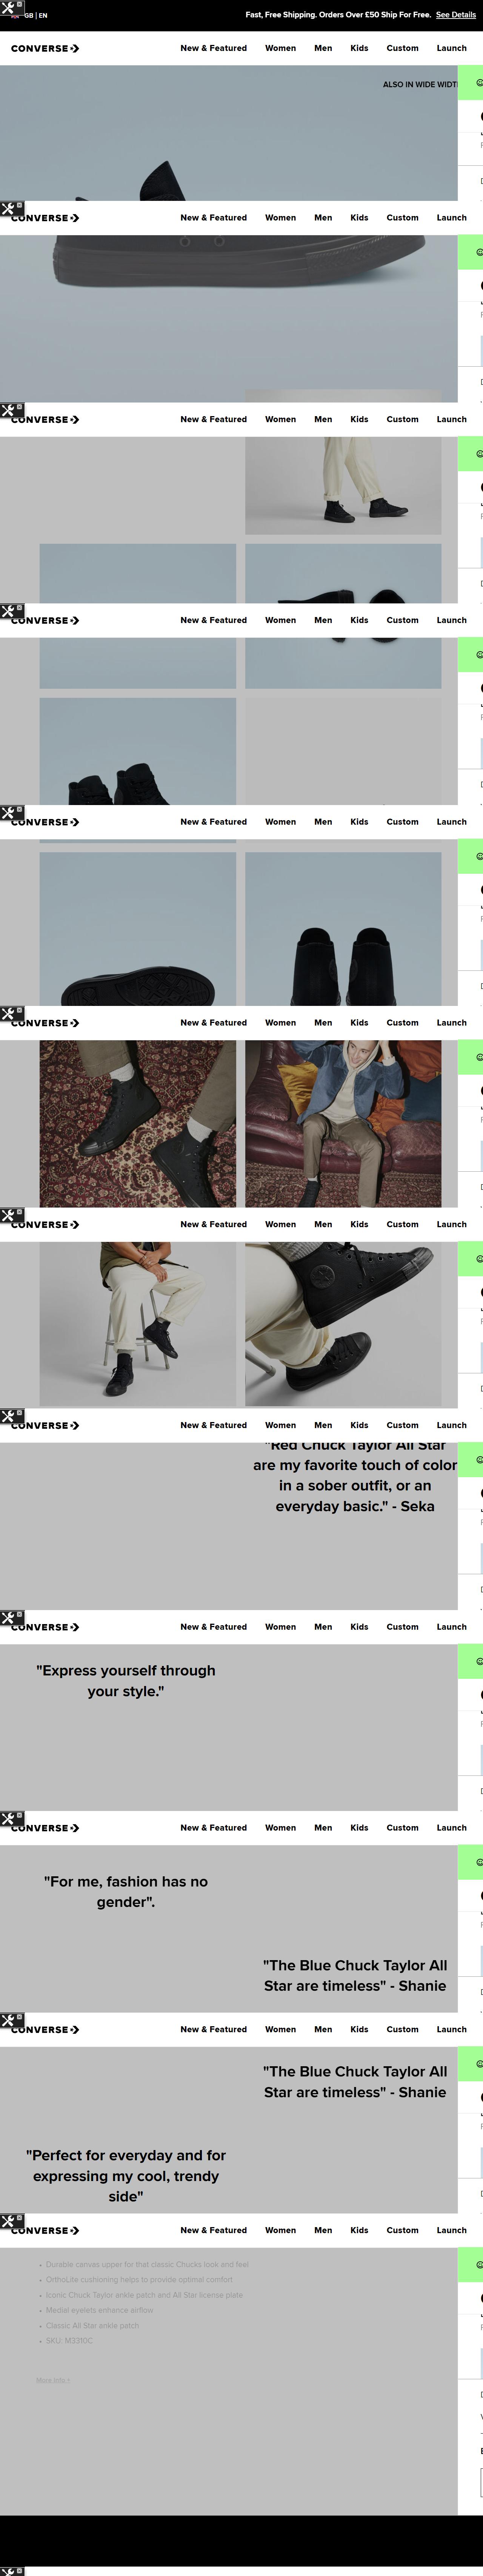 GB | EN
Fast, Free Shipping. Orders Over £50 Ship For Free. See Details
CONVERSE
New & Featured Women Men Kids Custom Launch
ALSO IN WIDE
CONVERSE
New & Featured Women Men Kids Custom Launch
CONVERSE
New & Featured Women Men Kids Custom Launch
CONVERSE
New & Featured Women Men Kids Custom Launch
CONVERSE
New & Featured Women Men Kids Custom Launch
CONVERSE
New & Featured Women Men Kids Custom Launch
CONVERSE
New & Featured Women Men Kids Custom Launch
CONVERSE
New & Featured Women Men Kids Custom Launch
"Red Chuck Taylor All Star
are my favorite touch of color
in a sober outfit, or an
everyday basic." - Seka
CONVERSE
New & Featured Women Men Kids Custom Launch
"Express yourself through
your style."
CONVERSE
New & Featured Women Men Kids Custom Launch
"For me, fashion has no
gender".
"The Blue Chuck Taylor All
Star are timeless" - Shanie
CONVERSE
New & Featured Women Men Kids Custom Launch
"The Blue Chuck Taylor All
Star are timeless" - Shanie
"Perfect for everyday and for
expressing my cool, trendy
side"
CONVERSE
New & Featured Women Men Kids Custom Launch
• Durable canvas upper for that classic Chucks look and feel
• OrthoLite cushioning helps to provide optimal comfort
• Iconic Chuck Taylor ankle patch and All Star license plate
• Medial eyelets enhance airflow
• Classic All Star ankle patch
• SKU: M3310C
More Info +